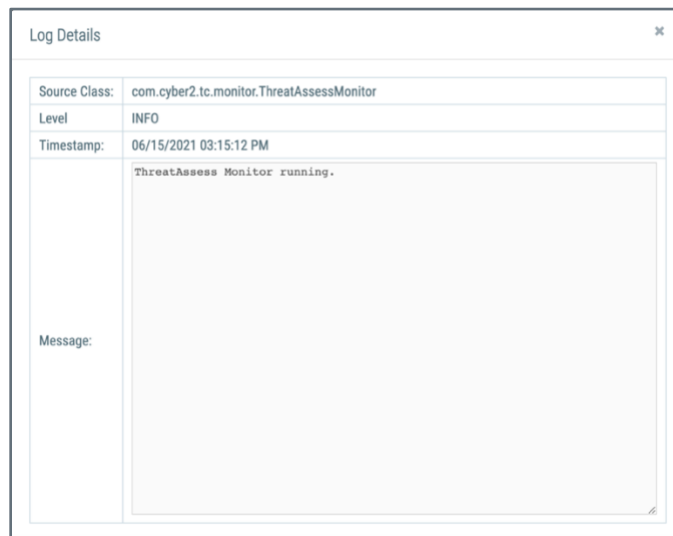 Log Details
Source Class: com.cyber2.tc.monitor.ThreatAssessMonitor
Level INFO
Timestamp: 06/15/2021 03:15:12 PM
Message: ThreatAssess Monitor running.